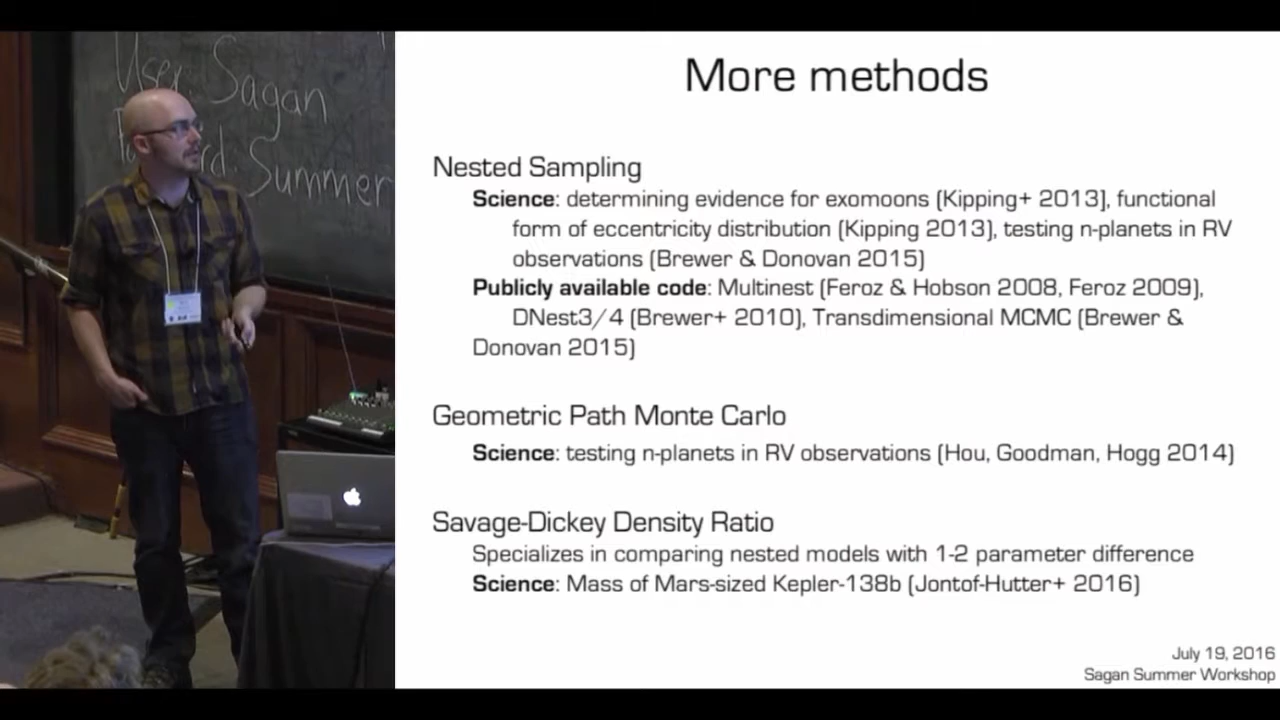 User: Sagan
Summer
More methods
Nested Sampling
Science: determining evidence for exomoons (Kipping+ 2013), functional
form of eccentricity distribution (Kipping 2013), testing n-planets in RV
observations (Brewer & Donovan 2015)
Publicly available code: Multinest (Feroz & Hobson 2008, Feroz 2009),
DNest3/4 (Brewer+ 2010), Transdimensional MCMC (Brewer &
Donovan 2015)
Geometric Path Monte Carlo
Science: testing n-planets in RV observations (Hou, Goodman, Hogg 2014)
Savage-Dickey Density Ratio
Specializes in comparing nested models with 1-2 parameter difference
Science: Mass of Mars-sized Kepler-138b (Jontof-Hutter+ 2016)
July 19, 2016
Sagan Summer Workshop